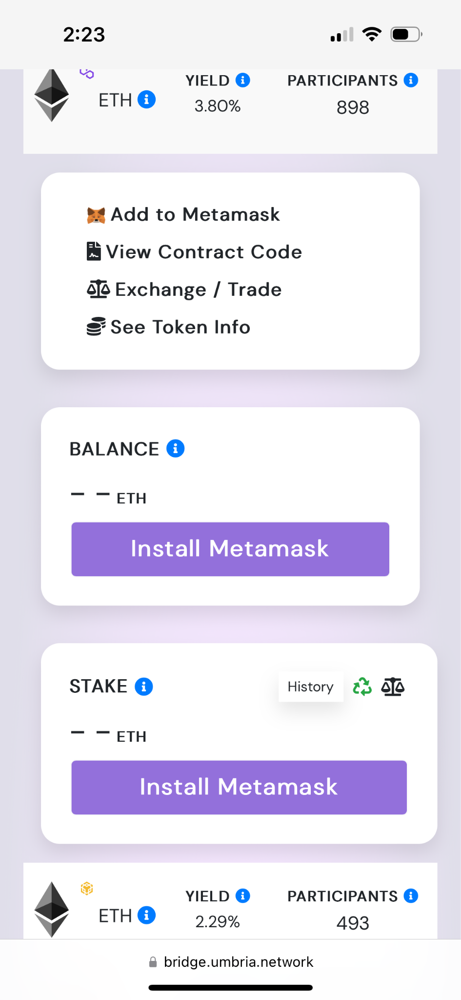 2:23
YIELD PARTICIPANTS
ETH 3.80% 898
Add to Metamask
View Contract Code
Exchange / Trade
See Token Info
BALANCE
– – ETH
Install Metamask
STAKE History
– – ETH
Install Metamask
YIELD PARTICIPANTS
ETH 2.29% 493
bridge.umbria.network